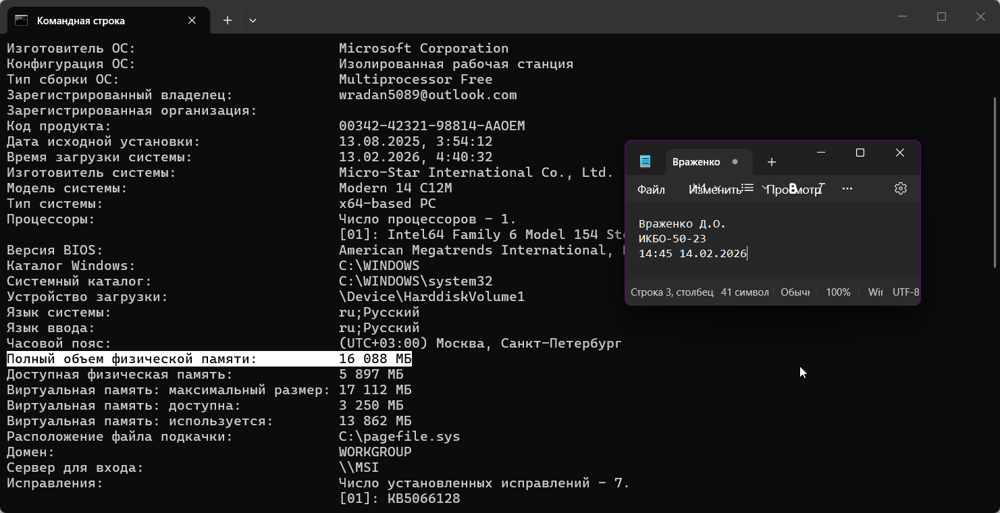 Командная строка
Изготовитель ОС: Microsoft Corporation
Конфигурация ОС: Изолированная рабочая станция
Тип сборки ОС: Multiprocessor Free
Зарегистрированный владелец: wradan5089@outlook.com
Зарегистрированная организация:
Код продукта: 00342-42321-98814-AAOEM
Дата исходной установки: 13.08.2025, 3:54:12
Время загрузки системы: 13.02.2026, 4:40:32
Изготовитель системы: Micro-Star International Co., Ltd.
Модель системы: Modern 14 C12M
Тип системы: x64-based PC
Процессоры: Число процессоров - 1.
[01]: Intel64 Family 6 Model 154
Версия BIOS: American Megatrends International,
Каталог Windows: C:\WINDOWS
Системный каталог: C:\WINDOWS\system32
Устройство загрузки: \Device\HarddiskVolume1
Язык системы: ru;Русский
Язык ввода: ru;Русский
Часовой пояс: (UTC+03:00) Москва, Санкт-Петербург
Полный объем физической памяти: 16 088 МБ
Доступная физическая память: 5 897 МБ
Виртуальная память: максимальный размер: 17 112 МБ
Виртуальная память: доступна: 3 250 МБ
Виртуальная память: используется: 13 862 МБ
Расположение файла подкачки: C:\pagefile.sys
Домен: WORKGROUP
Сервер для входа: \\MSI
Исправления: Число установленных исправлений - 7.
[01]: KB5066128
Враженко
Файл Изменить Просмотр
Враженко Д.О.
ИКБО-50-23
14:45 14.02.2026
Строка 3, столбец 41 символ 100% UTF-8